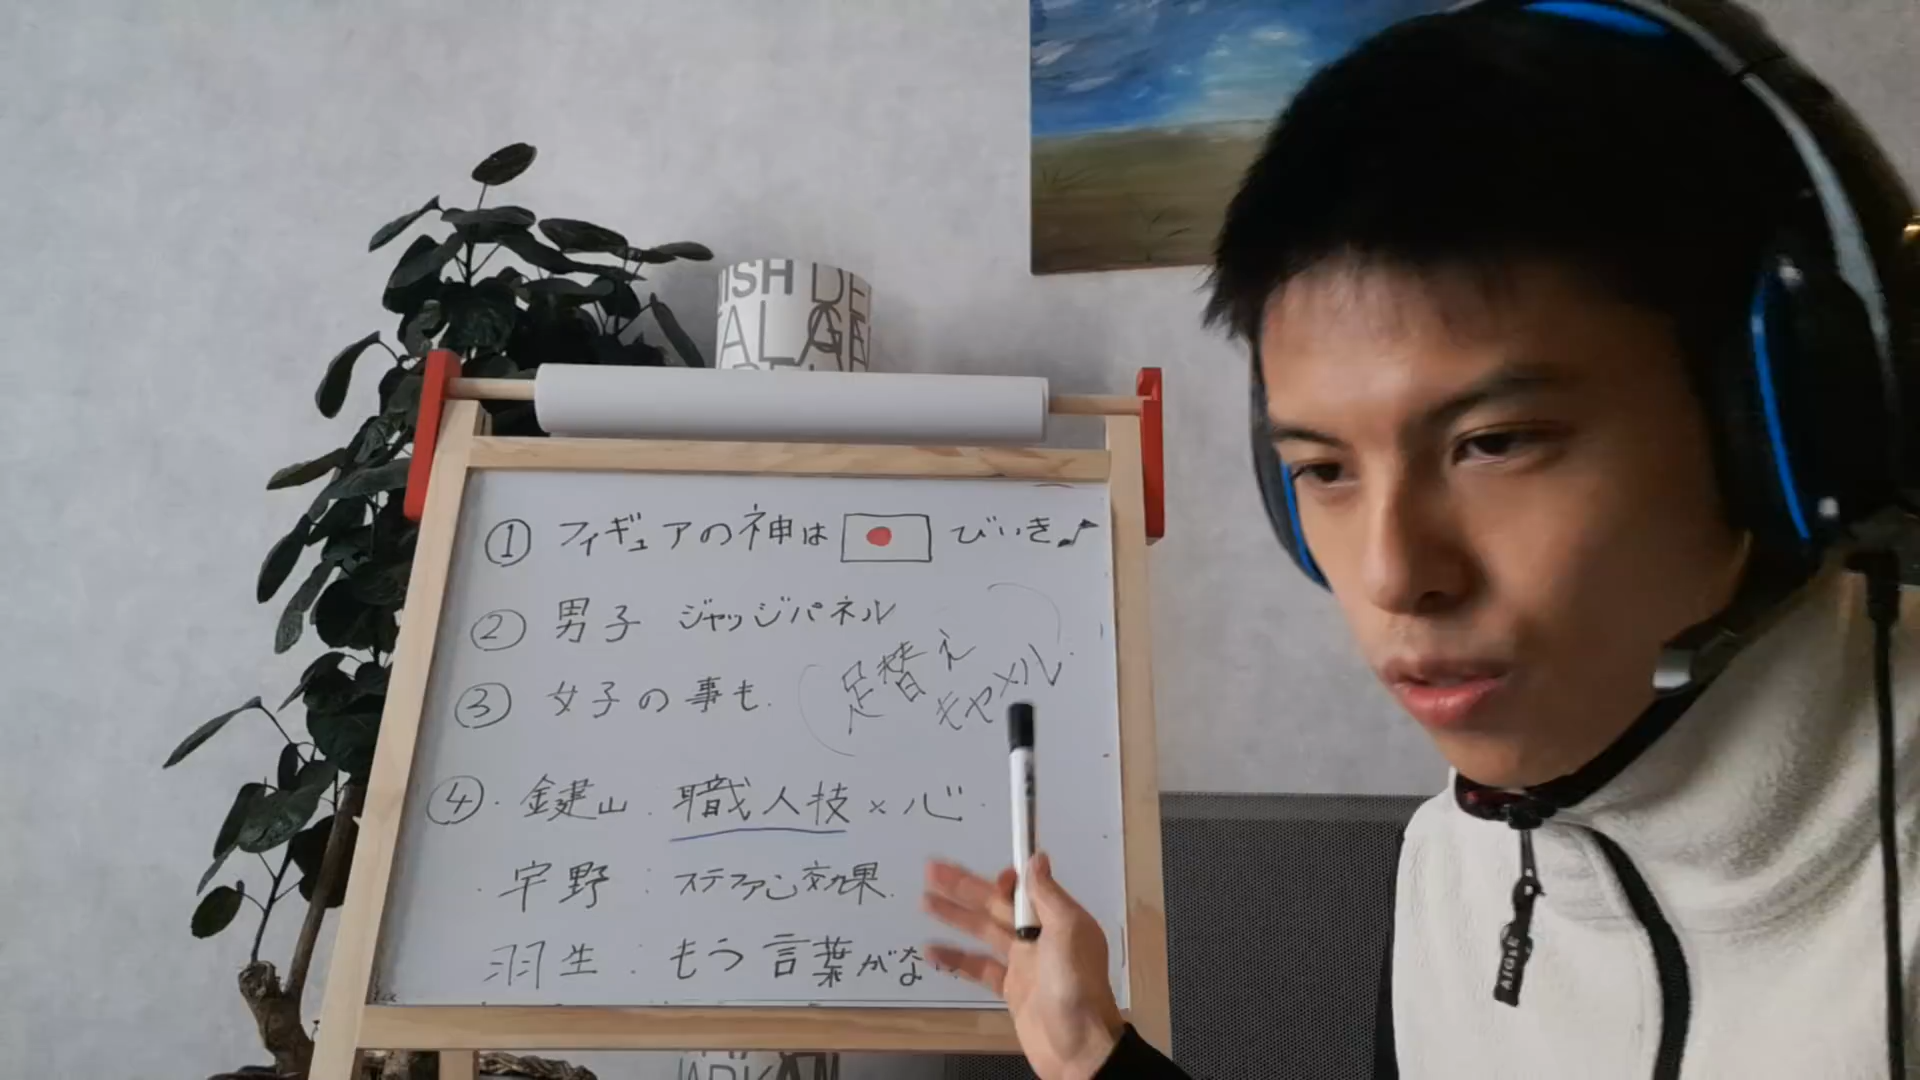 ISH DE
AL GE
① フィギュアの神は びいき♪
② 男子 ジャッジパネル
③ 女子の事も.
足替え
キャメル
④・鍵山. 職人技×心.
・宇野:ステファン効果.
羽生:もう言葉がな
AIGLE